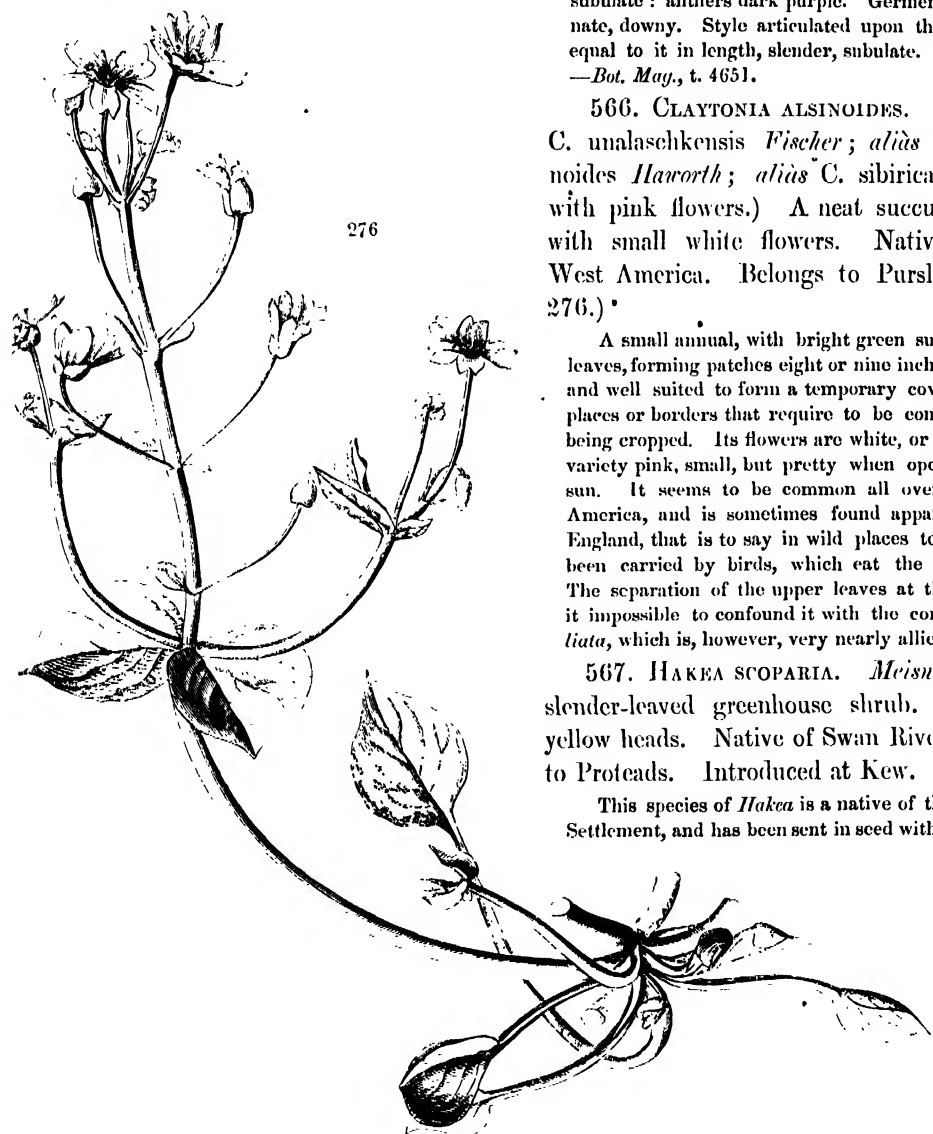 subulate: anthers dark purple. Germen
nate, downy. Style articulated upon th
equal to it in length, slender, subulate.
—Bot. Mag., t. 4651.
566. CLAYTONIA ALSINOIDES.
C. unalaschkensis Fischer; aliàs
noides Haworth; aliàs C. sibirica
with pink flowers.) A neat succu
with small white flowers. Nativ
West America. Belongs to Pursl
276.)
276
A small annual, with bright green su
leaves, forming patches eight or nine inch
and well suited to form a temporary cov
places or borders that require to be con
being cropped. Its flowers are white, or
variety pink, small, but pretty when ope
sun. It seems to be common all ove
America, and is sometimes found appa
England, that is to say in wild places to
been carried by birds, which eat the
The separation of the upper leaves at t
it impossible to confound it with the co
liata, which is, however, very nearly allie
567. HAKEA SCOPARIA. Meisn
slender-leaved greenhouse shrub.
yellow heads. Native of Swan Rive
to Proteads. Introduced at Kew.
This species of Hakea is a native of t
Settlement, and has been sent in seed with